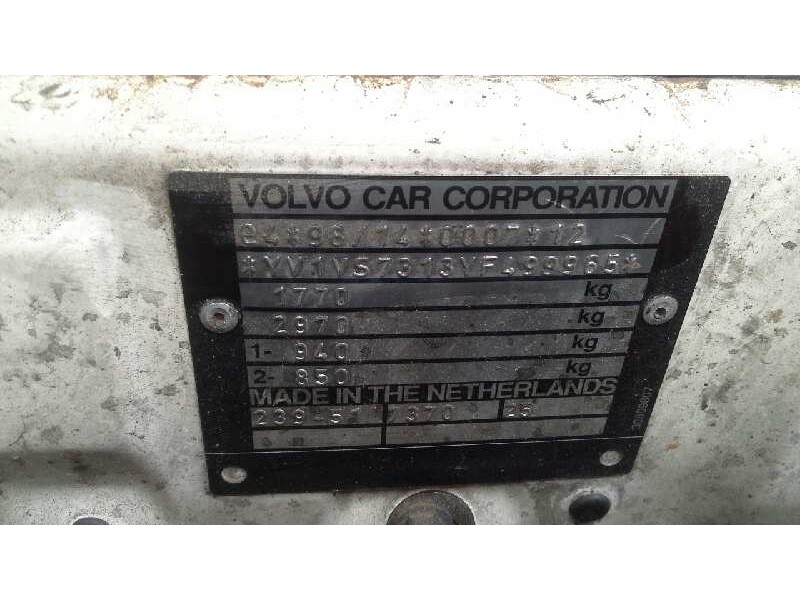 VOLVO CAR CORPORATION
e4*98/14*0007*12
*YV1VS7313YF499965*
1770 kg
2970 kg
1- 940 kg
2- 850 kg
MADE IN THE NETHERLANDS
239-51 370 25